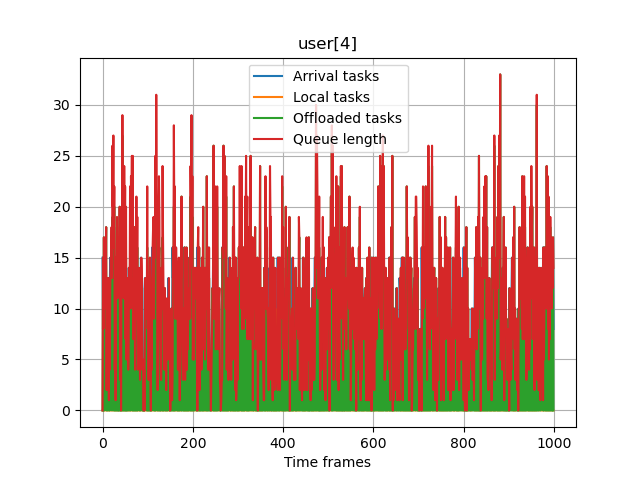 user[4]
Arrival tasks
Local tasks
Offloaded tasks
Queue length
30
25
20
15
10
5
0
0 200 400 600 800 1000
Time frames